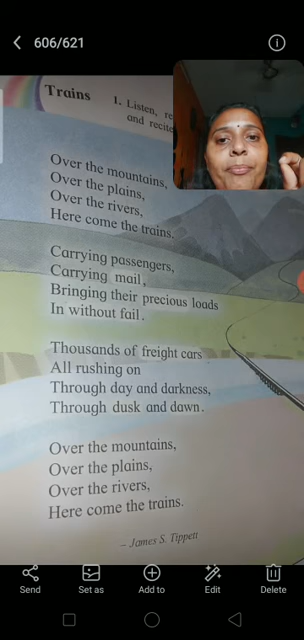 606/621
Trains
1. Listen, re
and recite
Over the mountains,
Over the plains,
Over the rivers,
Here come the trains.
Carrying passengers,
Carrying mail,
Bringing their precious loads
In without fail.
Thousands of freight cars
All rushing on
Through day and darkness,
Through dusk and dawn.
Over the mountains,
Over the plains,
Over the rivers,
Here come the trains.
– James S. Tippett
Send Set as Add to Edit Delete